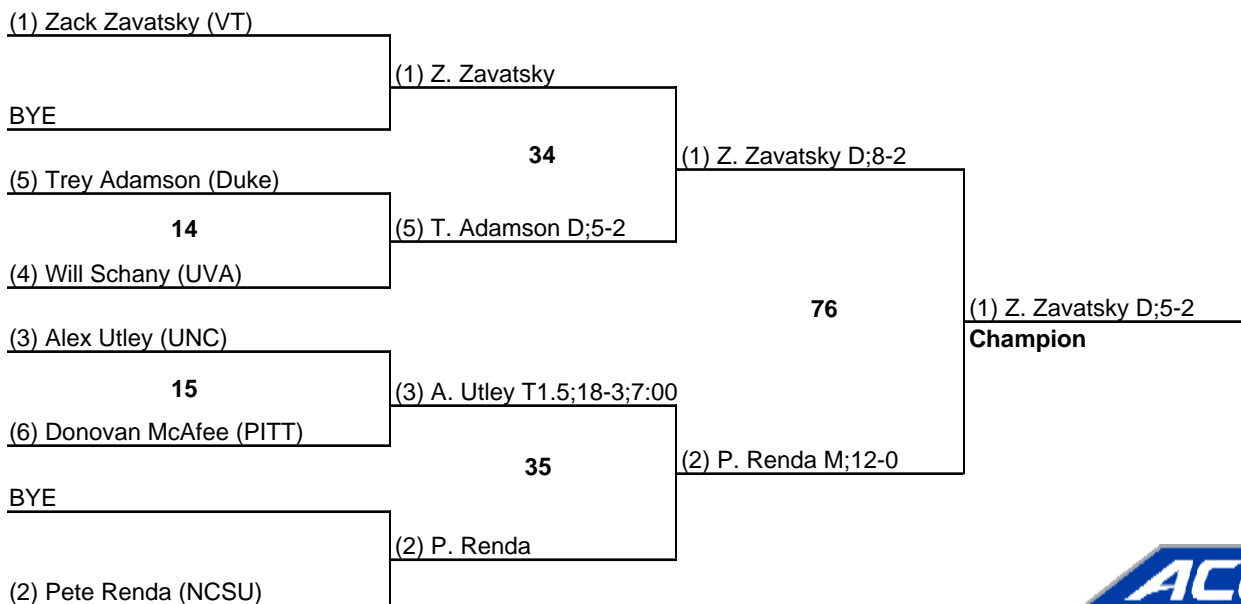 (1) Zack Zavatsky (VT)
(1) Z. Zavatsky
BYE
34
(1) Z. Zavatsky D;8-2
(5) Trey Adamson (Duke)
14
(5) T. Adamson D;5-2
(4) Will Schany (UVA)
76
(1) Z. Zavatsky D;5-2
Champion
(3) Alex Utley (UNC)
15
(3) A. Utley T1.5;18-3;7:00
(6) Donovan McAfee (PITT)
35
(2) P. Renda M;12-0
BYE
(2) P. Renda
(2) Pete Renda (NCSU)
ACC